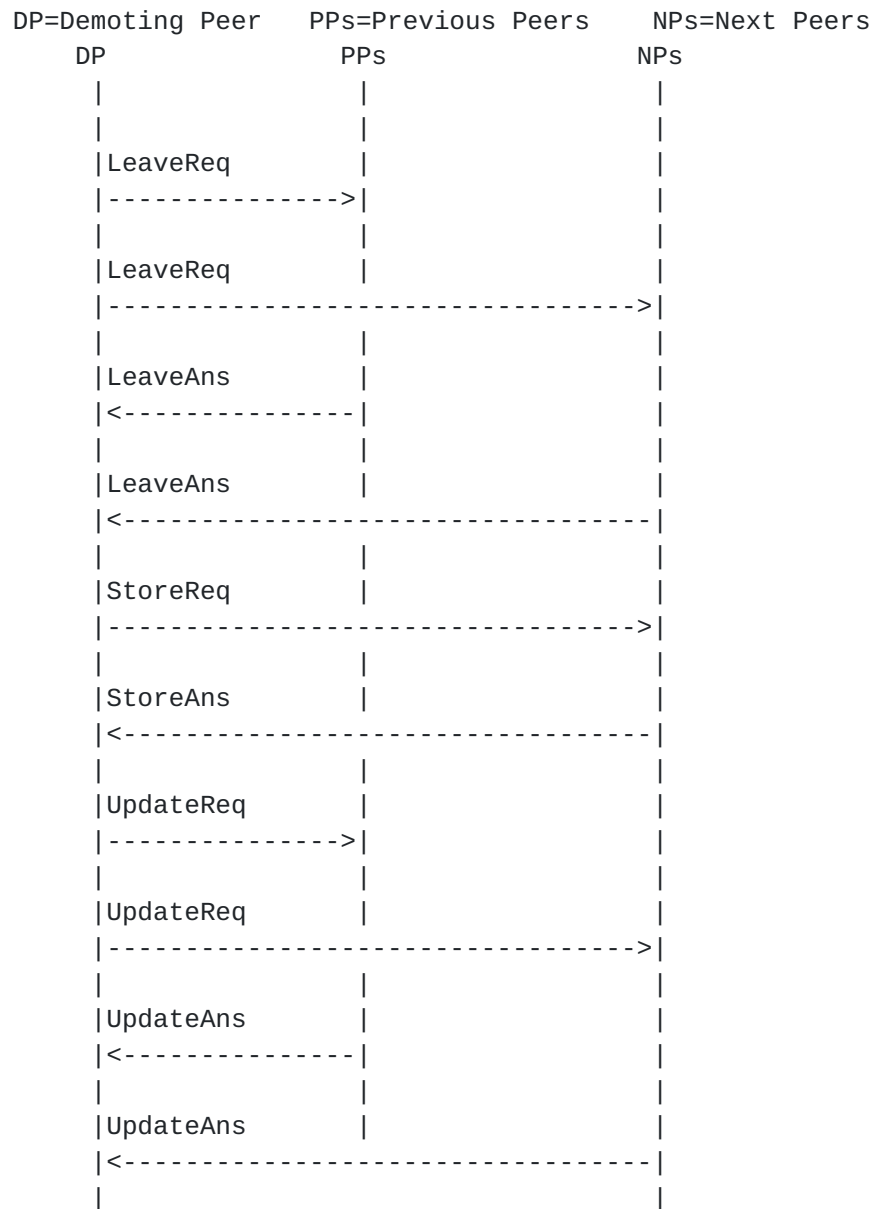 DP=Demoting Peer PPs=Previous Peers NPs=Next Peers
DP PPs NPs
LeaveReq
LeaveReq
LeaveAns
LeaveAns
StoreReq
StoreAns
UpdateReq
UpdateReq
UpdateAns
UpdateAns